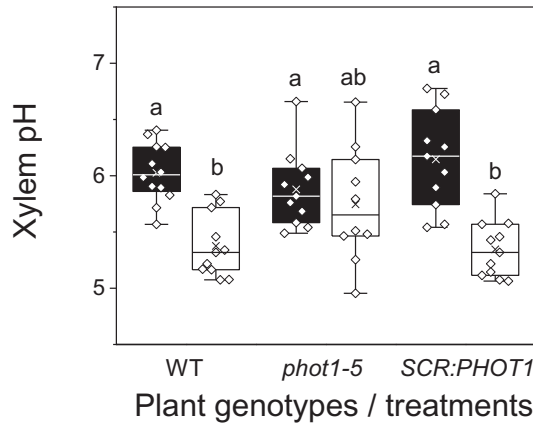 7
6
5
Xylem pH
a
b
a
ab
a
b
WT
phot1-5
SCR:PHOT1
Plant genotypes / treatments